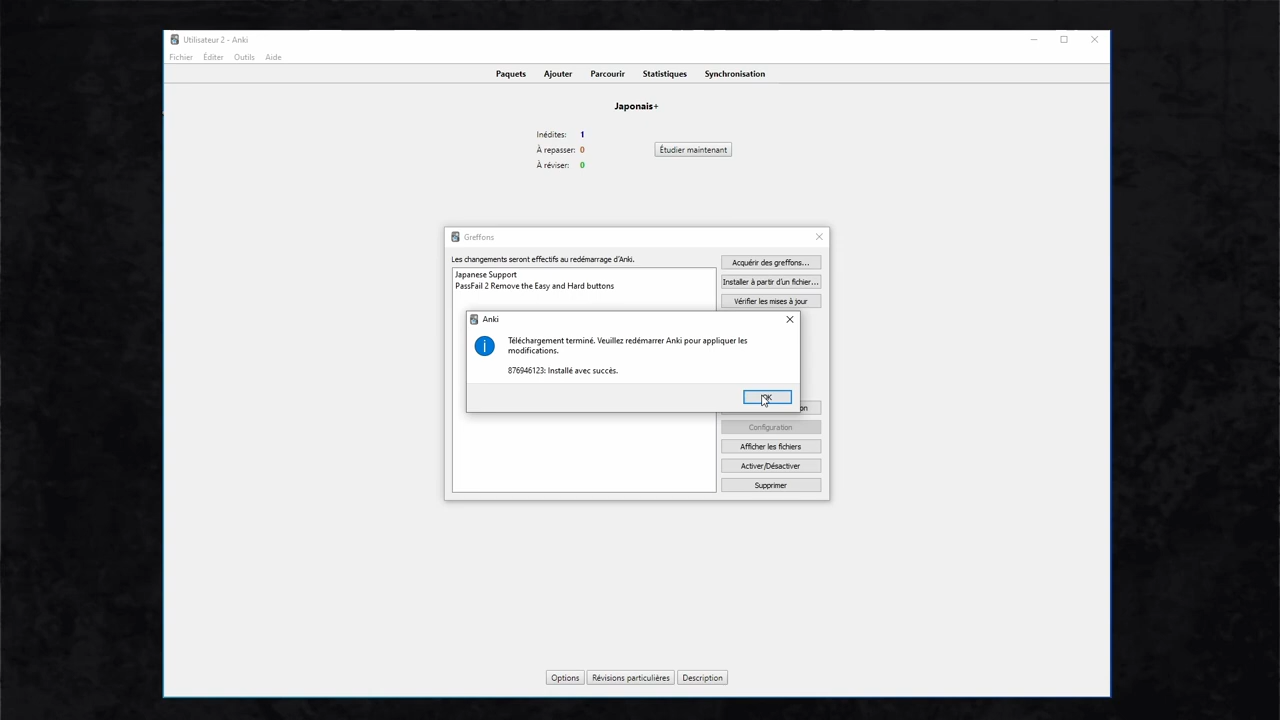 Utilisateur 2 - Anki
Fichier Éditer Outils Aide
Paquets Ajouter Parcourir Statistiques Synchronisation
Japonais+
Inédites: 1
À repasser: 0
À réviser: 0
Étudier maintenant
Greffons
Les changements seront effectifs au redémarrage d'Anki.
Japanese Support
PassFail 2 Remove the Easy and Hard buttons
Acquérir des greffons...
Installer à partir d'un fichier...
Vérifier les mises à jour
Anki
Téléchargement terminé. Veuillez redémarrer Anki pour appliquer les
modifications.
876946123: Installé avec succès.
OK
Configuration
Afficher les fichiers
Activer/Désactiver
Supprimer
Options Révisions particulières Description